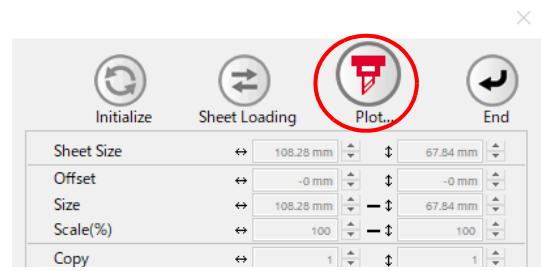 Initialize Sheet Loading Plot... End
Sheet Size 108.28 mm 67.84 mm
Offset -0 mm -0 mm
Size 108.28 mm 67.84 mm
Scale(%) 100 100
Copy 1 1